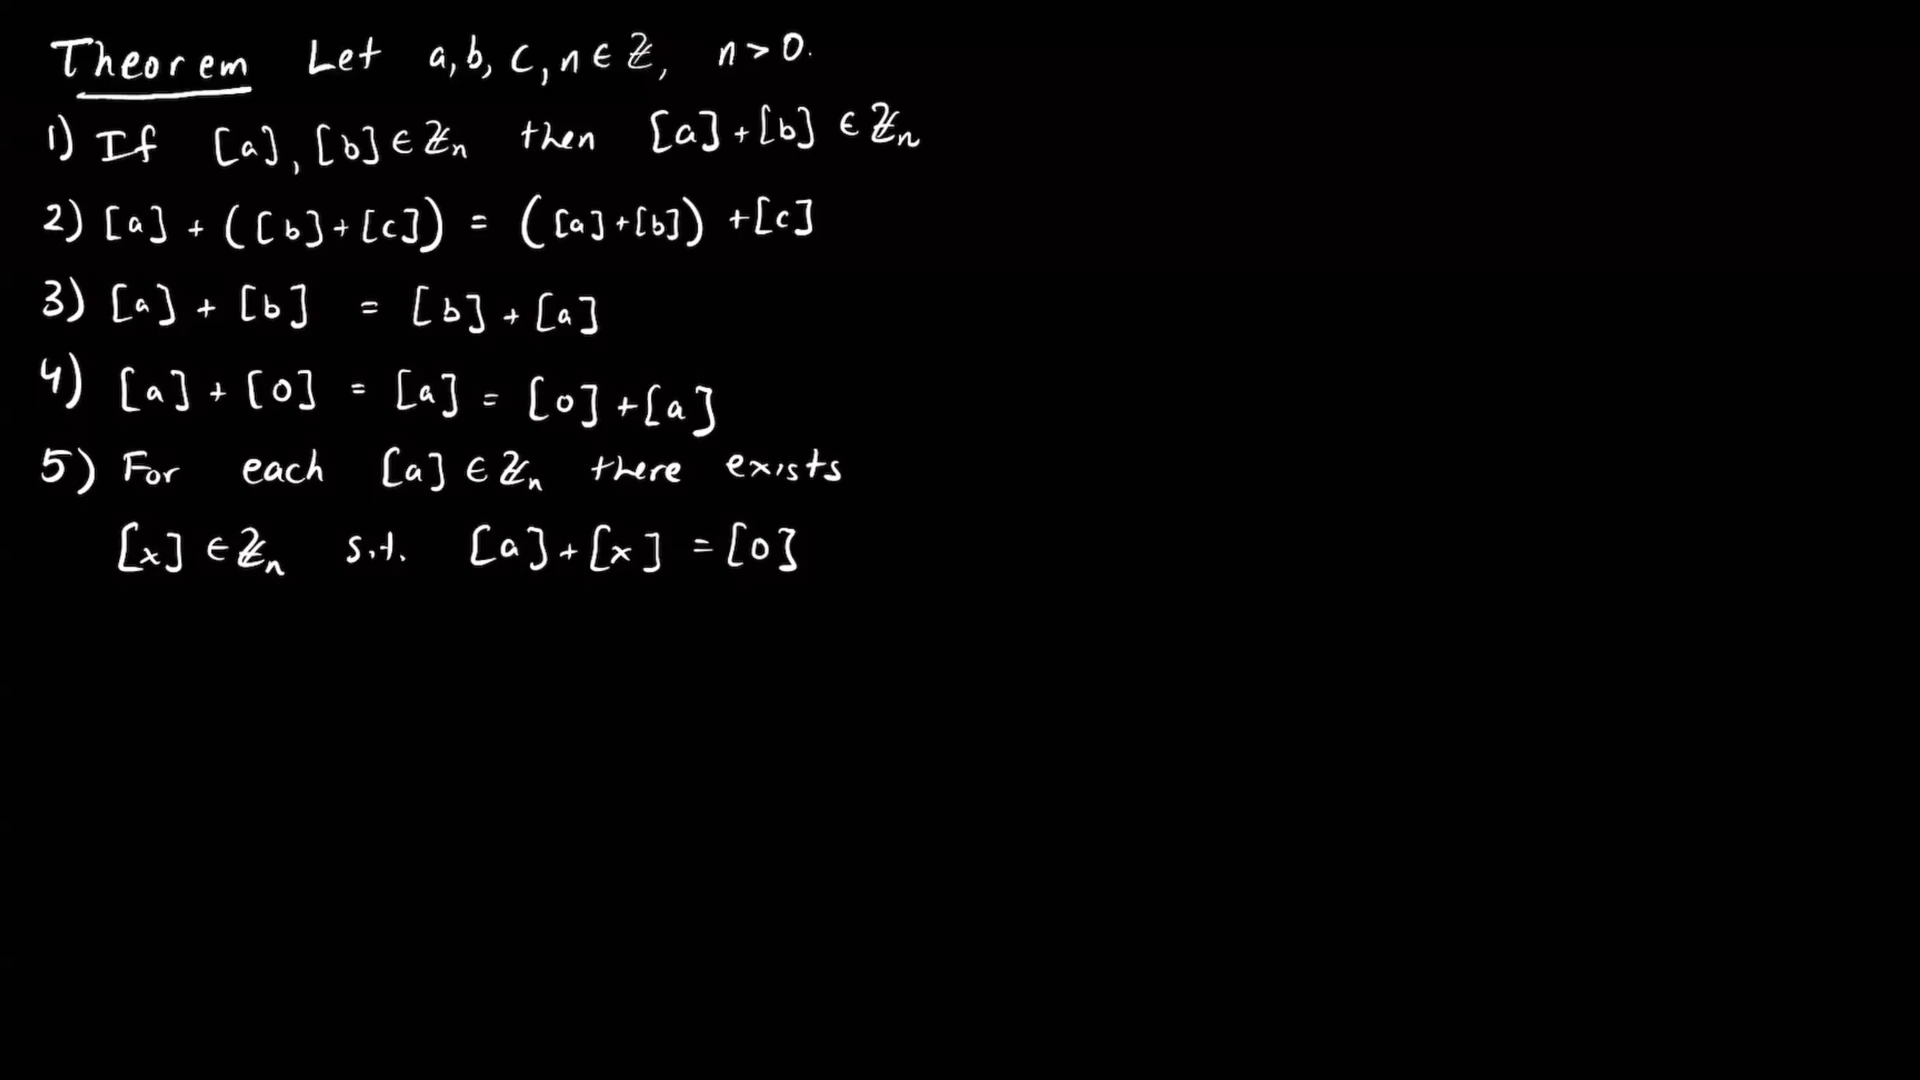 Theorem Let a, b, c, n ∈ ℤ, n > 0.
1) If [a], [b] ∈ ℤₙ then [a] + [b] ∈ ℤₙ
2) [a] + ([b] + [c]) = ([a] + [b]) + [c]
3) [a] + [b] = [b] + [a]
4) [a] + [0] = [a] = [0] + [a]
5) For each [a] ∈ ℤₙ there exists
[x] ∈ ℤₙ s.t. [a] + [x] = [0]